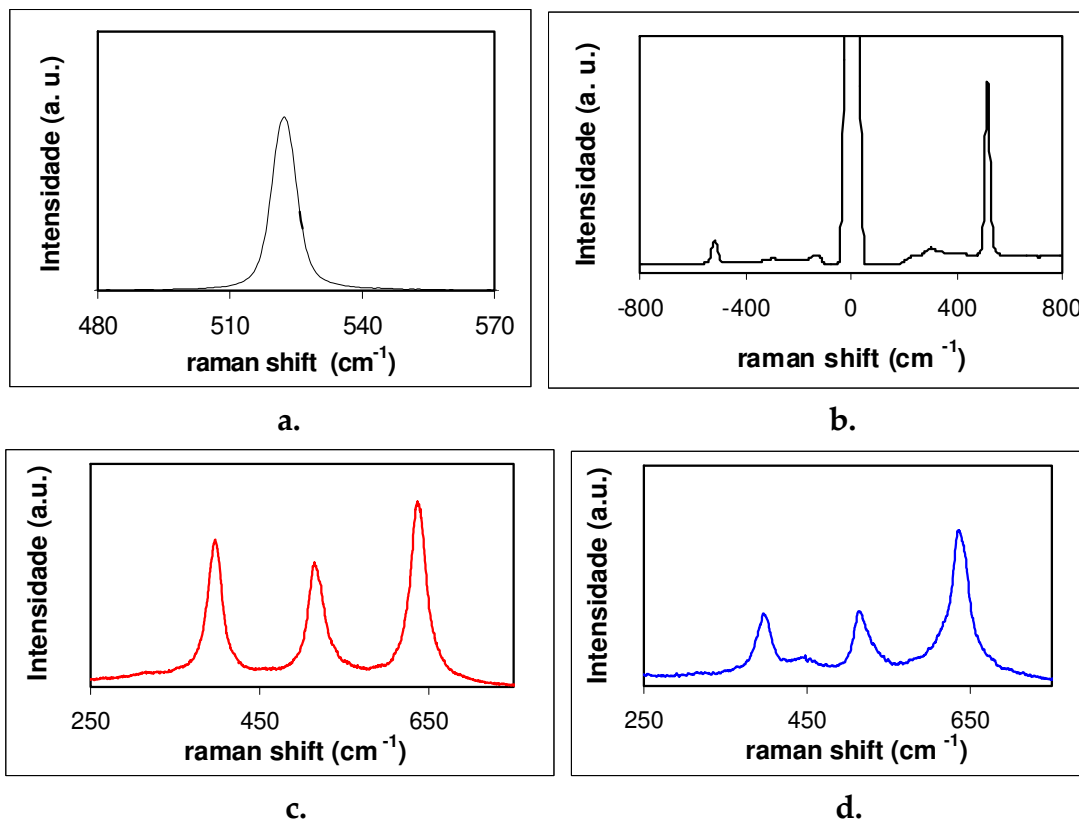 Intensidade (a. u.)
480 510 540 570
raman shift (cm-1)
a.
Intensidade (a. u.)
-800 -400 0 400 800
raman shift (cm -1)
b.
Intensidade (a.u.)
250 450 650
raman shift (cm -1)
c.
Intensidade (a.u.)
250 450 650
raman shift (cm -1)
d.